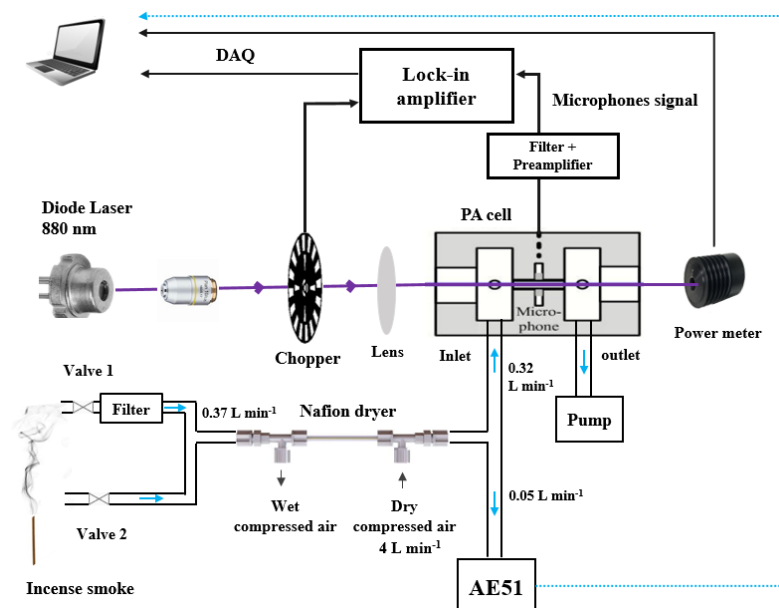 DAQ
Lock-in
amplifier
Microphones signal
Filter +
Preamplifier
Diode Laser
880 nm
PA cell
Micro-
phone
Chopper
Lens
Inlet
outlet
Power meter
Valve 1
Filter
0.37 L min⁻¹
Nafion dryer
0.32
L min⁻¹
Pump
Wet
compressed air
Dry
compressed air
4 L min⁻¹
0.05 L min⁻¹
Valve 2
Incense smoke
AE51